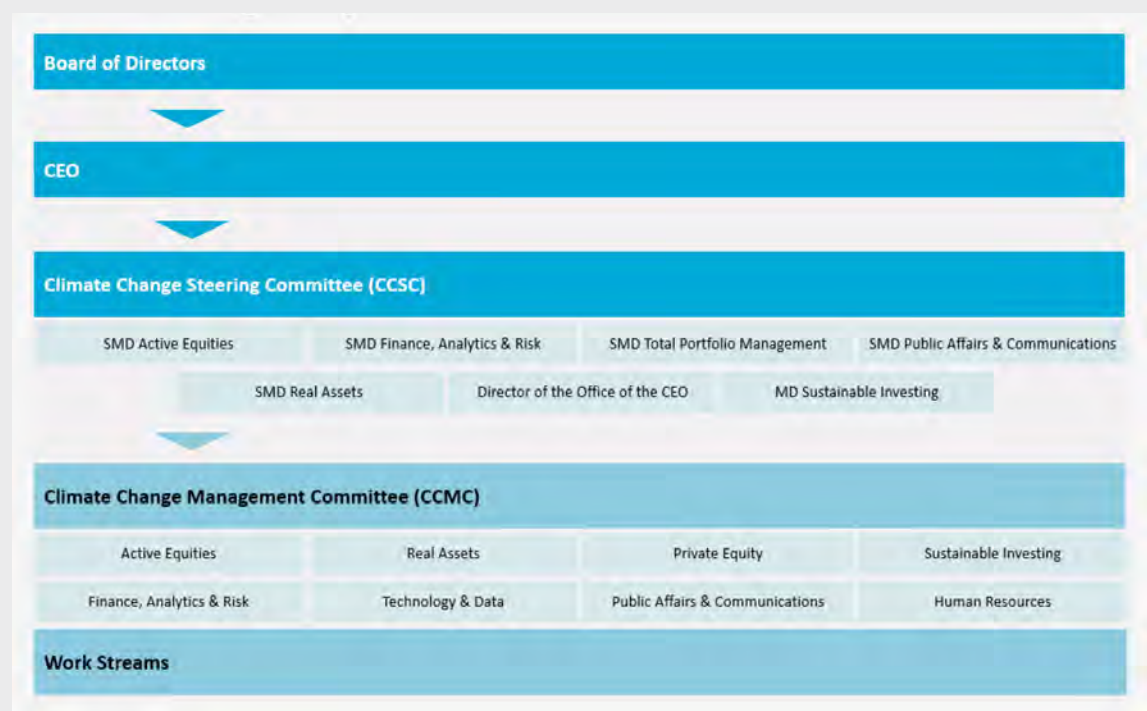 Board of Directors
CEO
Climate Change Steering Committee (CCSC)
SMD Active Equities
SMD Finance, Analytics & Risk
SMD Total Portfolio Management
SMD Public Affairs & Communications
SMD Real Assets
Director of the Office of the CEO
MD Sustainable Investing
Climate Change Management Committee (CCMC)
Active Equities
Real Assets
Private Equity
Sustainable Investing
Finance, Analytics & Risk
Technology & Data
Public Affairs & Communications
Human Resources
Work Streams